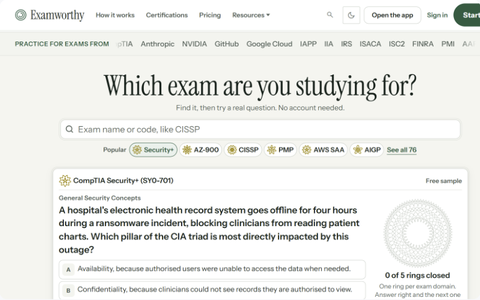 Examworthy
How it works Certifications Pricing Resources Open the app Sign in Start
PRACTICE FOR EXAMS FROM pTIA Anthropic NVIDIA GitHub Google Cloud IAPP IIA IRS ISACA ISC2 FINRA PMI
Which exam are you studying for?
Find it, then try a real question. No account needed.
Exam name or code, like CISSP
Popular Security+ AZ-900 CISSP PMP AWS SAA AIGP See all 76
CompTIA Security+ (SY0-701) Free sample
General Security Concepts
A hospital's electronic health record system goes offline for four hours
during a ransomware incident, blocking clinicians from reading patient
charts. Which pillar of the CIA triad is most directly impacted by this
outage?
A Availability, because authorised users were unable to access the data when needed.
B Confidentiality, because clinicians could not see records they are authorised to view.
0 of 5 rings closed
One ring per exam domain.
Answer right and the next one